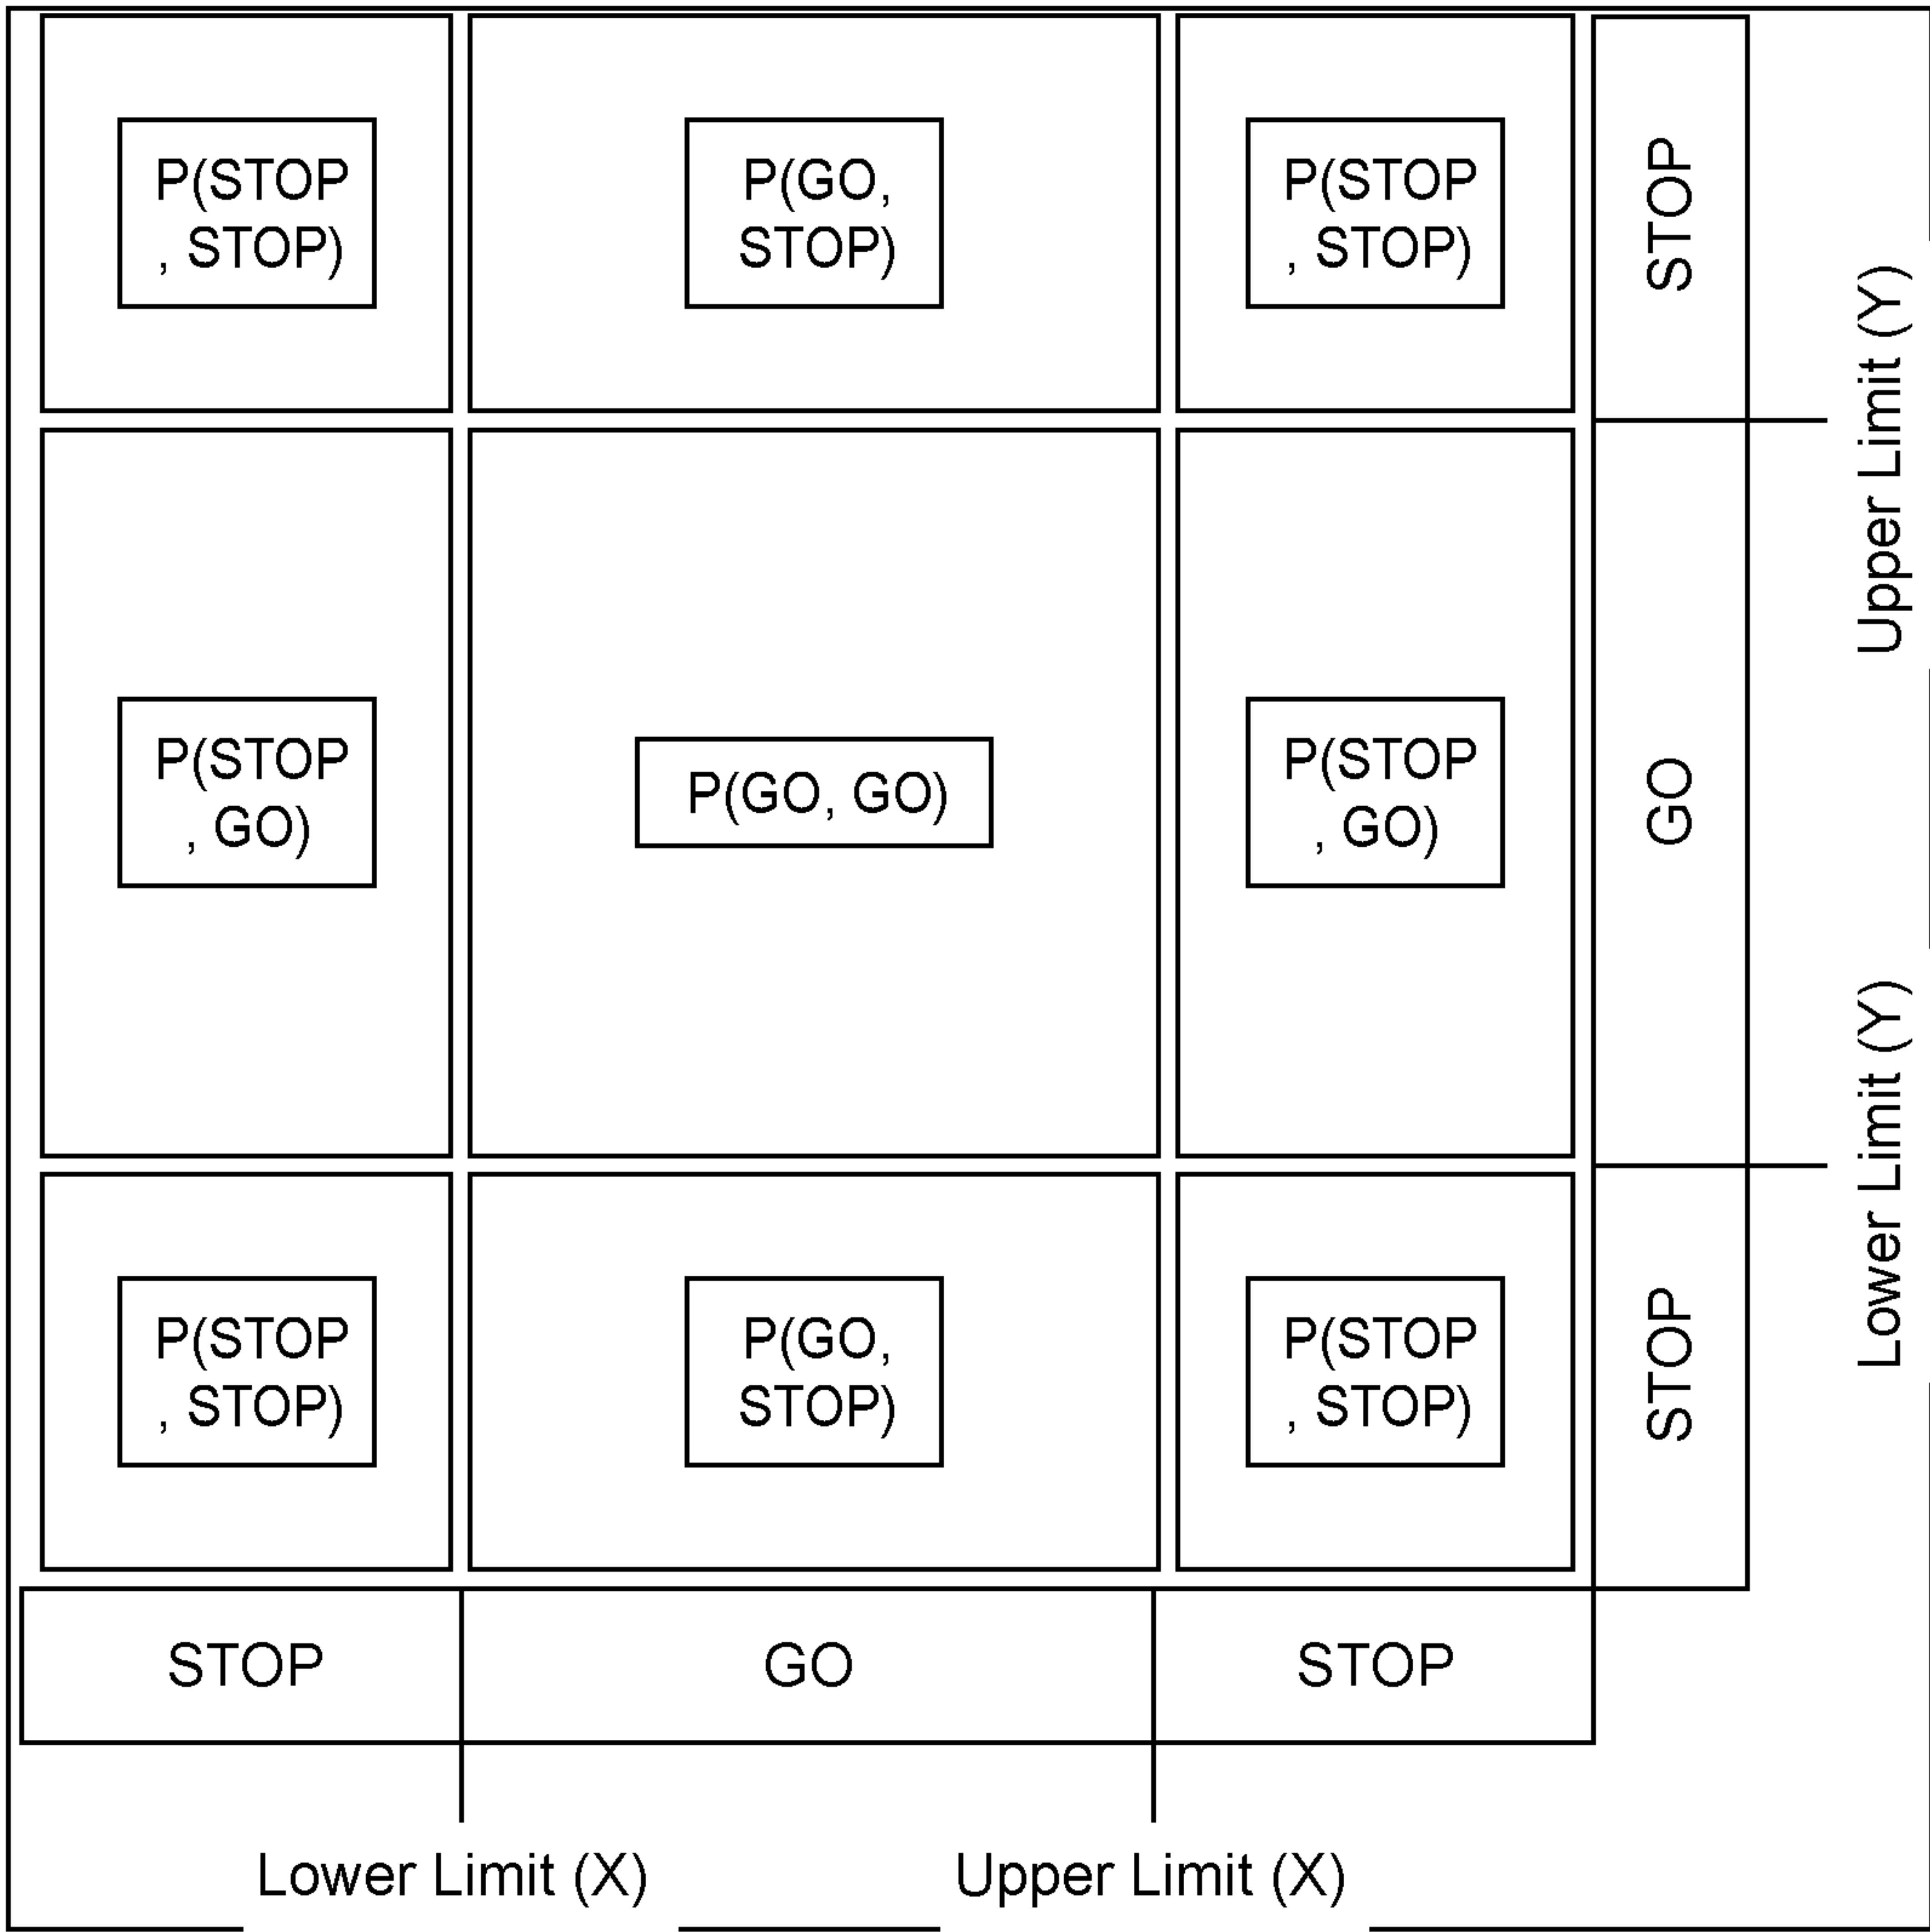 P(STOP
, STOP)
P(GO,
STOP)
P(STOP
, STOP)
STOP
Upper Limit (Y)
P(STOP
, GO)
P(GO, GO)
P(STOP
, GO)
GO
Lower Limit (Y)
P(STOP
, STOP)
P(GO,
STOP)
P(STOP
, STOP)
STOP
STOP
GO
STOP
Lower Limit (X)
Upper Limit (X)